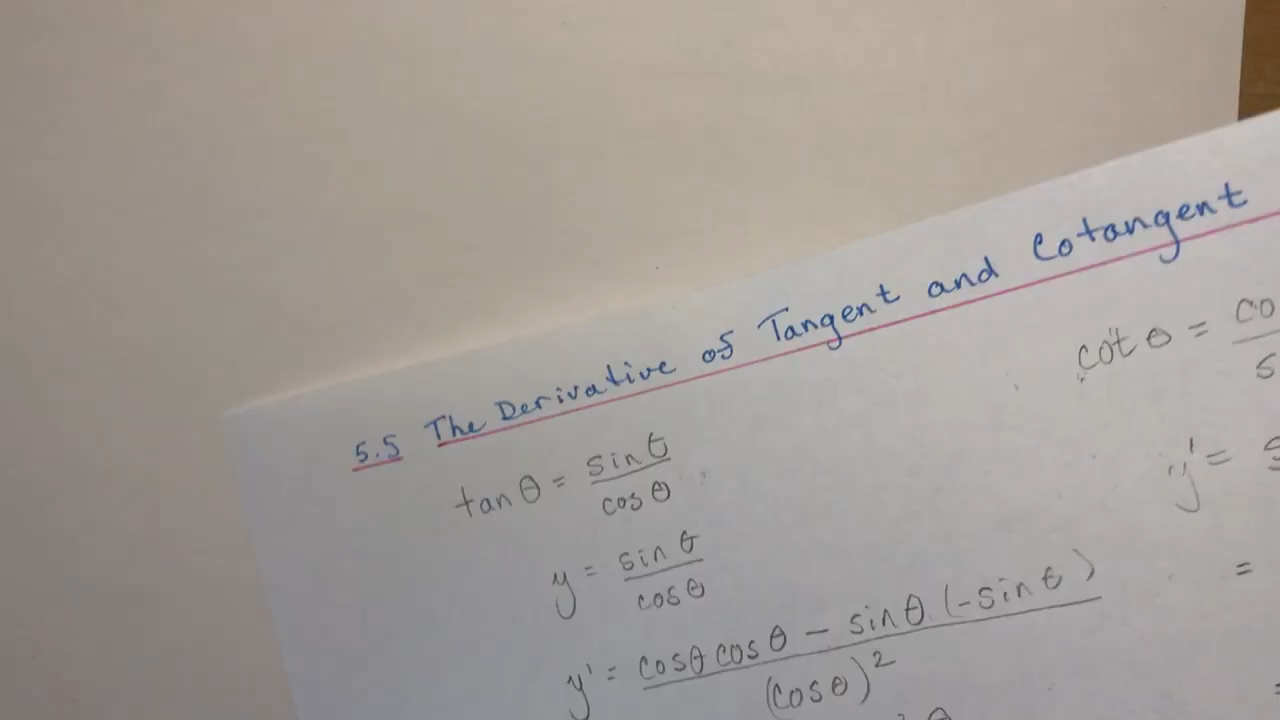 5.5 The Derivative of Tangent and Cotangent
tan θ = sin θ / cos θ
y = sin θ / cos θ
y' = cosθ cos θ − sin θ (−sin θ) / (cos θ)²
cot θ =
y' =
=